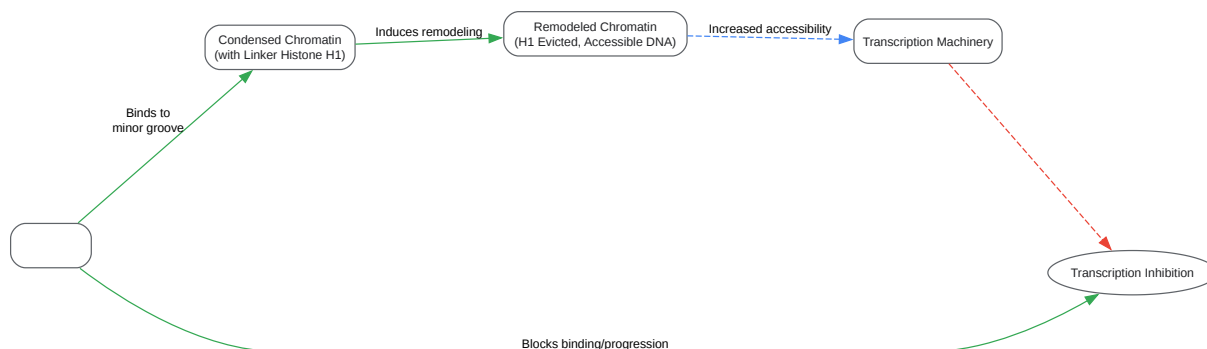 Condensed Chromatin
(with Linker Histone H1)
Induces remodeling
Remodeled Chromatin
(H1 Evicted, Accessible DNA)
Increased accessibility
Transcription Machinery
Binds to
minor groove
Transcription Inhibition
Blocks binding/progression